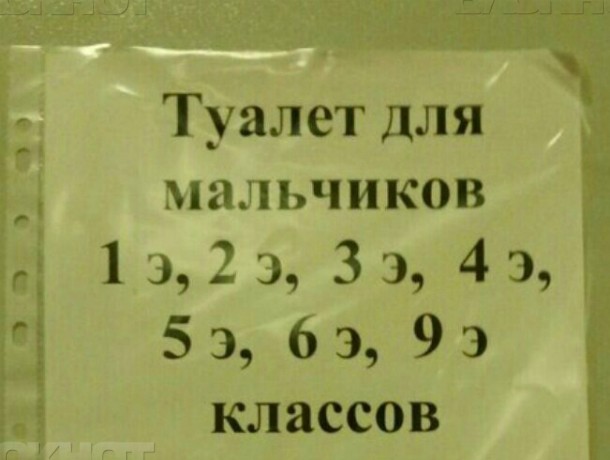 Туалет для
мальчиков
1 э, 2 э, 3 э, 4 э,
5 э, 6 э, 9 э
классов